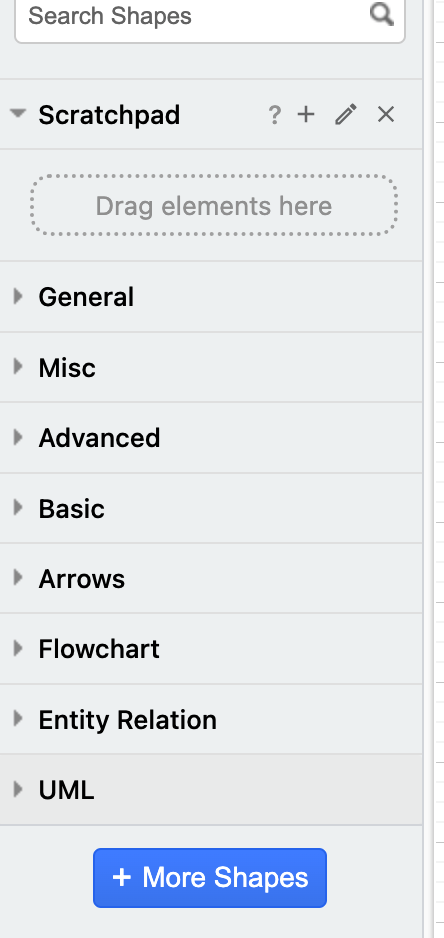 Search Shapes
Scratchpad ? +
Drag elements here
General
Misc
Advanced
Basic
Arrows
Flowchart
Entity Relation
UML
+ More Shapes